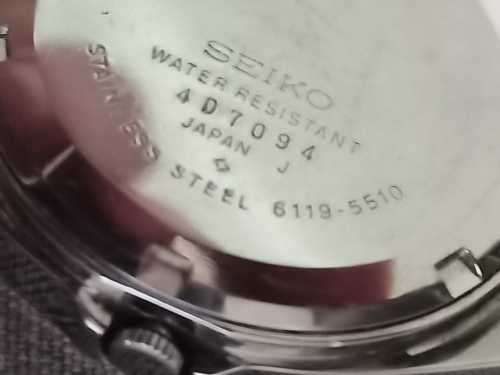 SEIKO
WATER RESISTANT
4D7094
JAPAN J
STAINLESS STEEL 6119-5510